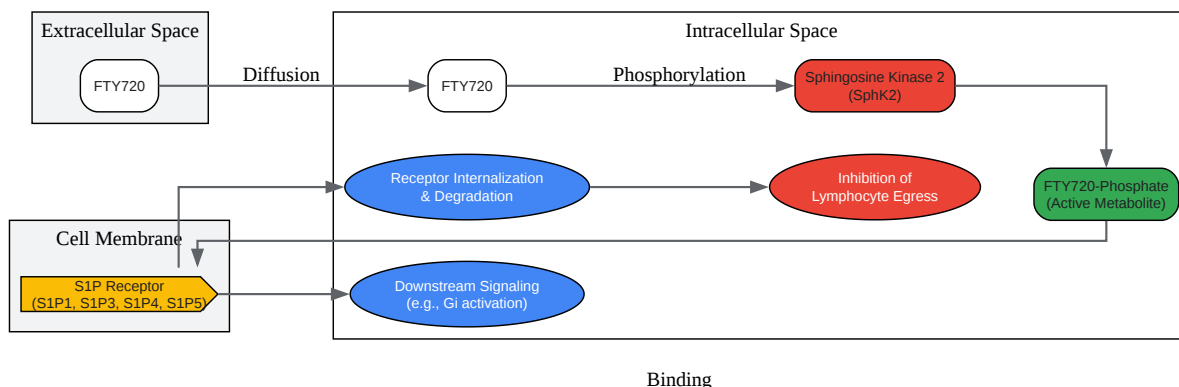 Extracellular Space
Intracellular Space
FTY720
Diffusion
FTY720
Phosphorylation
Sphingosine Kinase 2
(SphK2)
Receptor Internalization
& Degradation
Inhibition of
Lymphocyte Egress
FTY720-Phosphate
(Active Metabolite)
Cell Membrane
S1P Receptor
(S1P1, S1P3, S1P4, S1P5)
Downstream Signaling
(e.g., Gi activation)
Binding